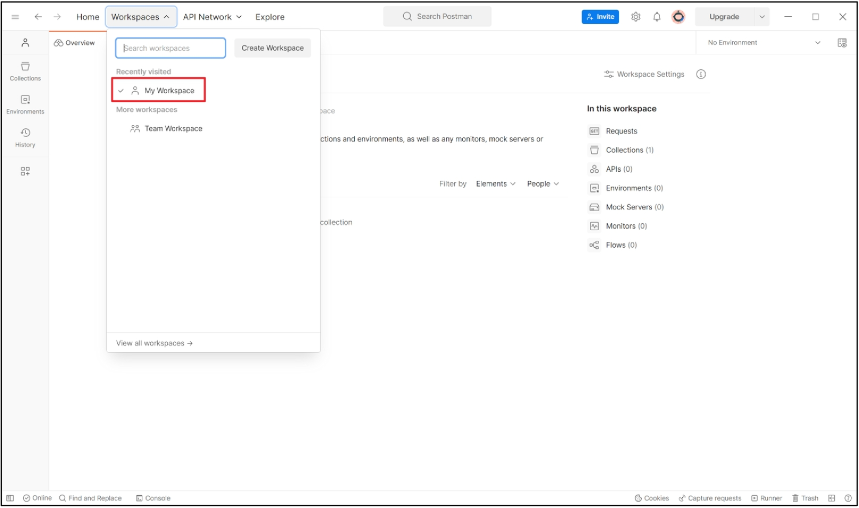 Home Workspaces API Network Explore Search Postman Invite Upgrade
Overview No Environment
Search workspaces Create Workspace
Recently visited
My Workspace
More workspaces
Team Workspace
View all workspaces →
Collections
Environments
History
Workspace Settings
pace
ctions and environments, as well as any monitors, mock servers or
Filter by Elements People
collection
In this workspace
Requests
Collections (1)
APIs (0)
Environments (0)
Mock Servers (0)
Monitors (0)
Flows (0)
Online Find and Replace Console Cookies Capture requests Runner Trash